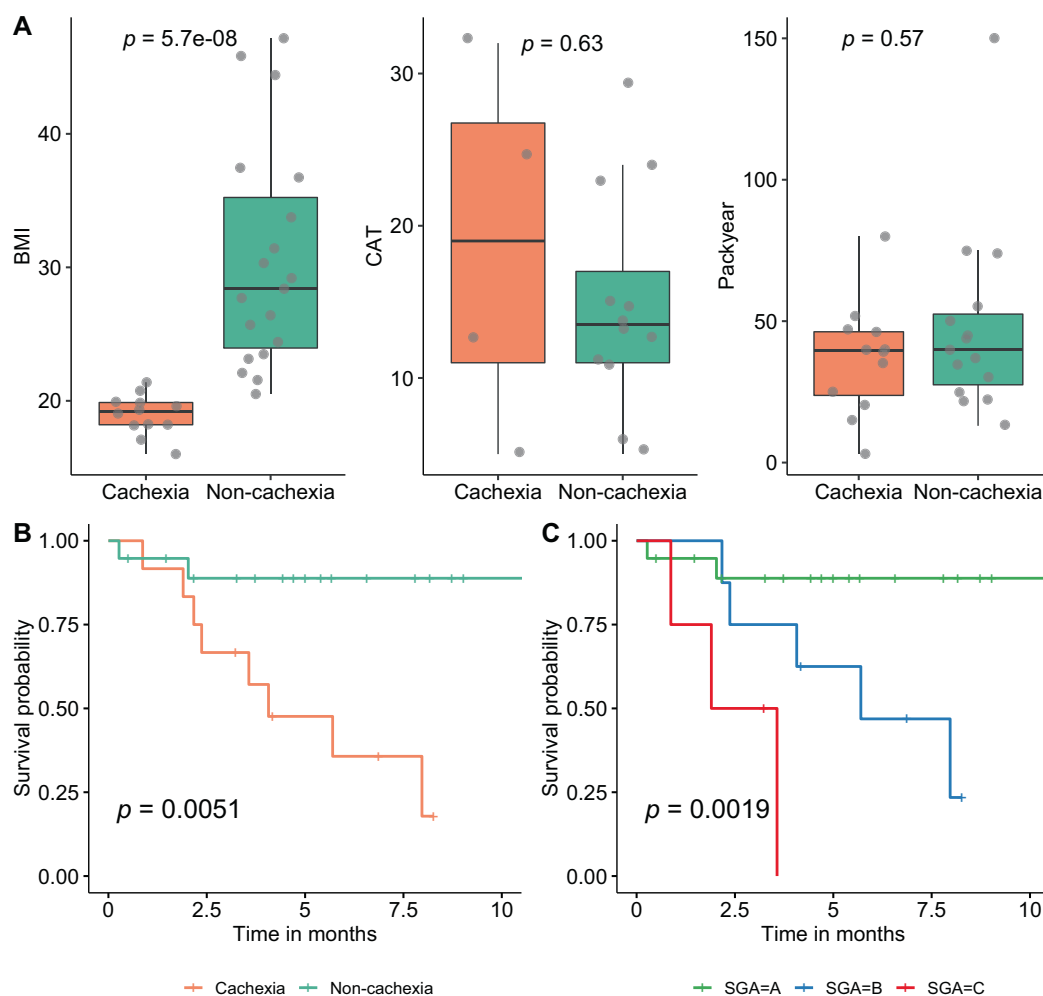 A
p = 5.7e-08
p = 0.63
p = 0.57
BMI
40
30
20
Cachexia
Non-cachexia
CAT
30
20
10
Cachexia
Non-cachexia
Packyear
150
100
50
0
Cachexia
Non-cachexia
B
Survival probability
1.00
0.75
0.50
0.25
0.00
p = 0.0051
0
2.5
5
7.5
10
Time in months
Cachexia
Non-cachexia
C
Survival probability
1.00
0.75
0.50
0.25
0.00
p = 0.0019
0
2.5
5
7.5
10
Time in months
SGA=A
SGA=B
SGA=C